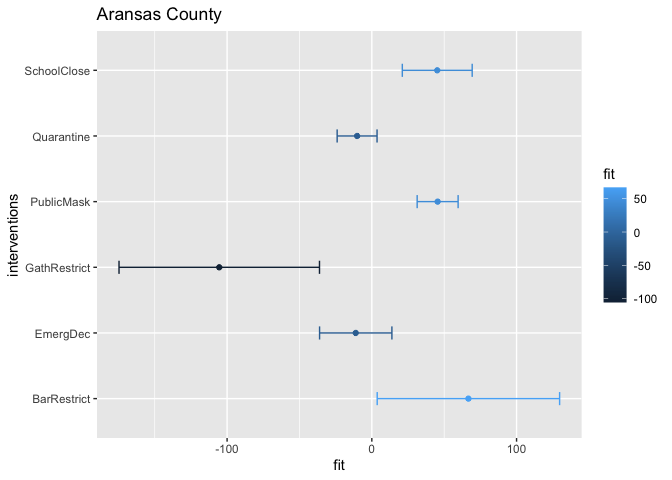 Aransas County
SchoolClose
Quarantine
PublicMask
GathRestrict
EmergDec
BarRestrict
interventions
-100
0
100
fit
fit
50
0
-50
-100